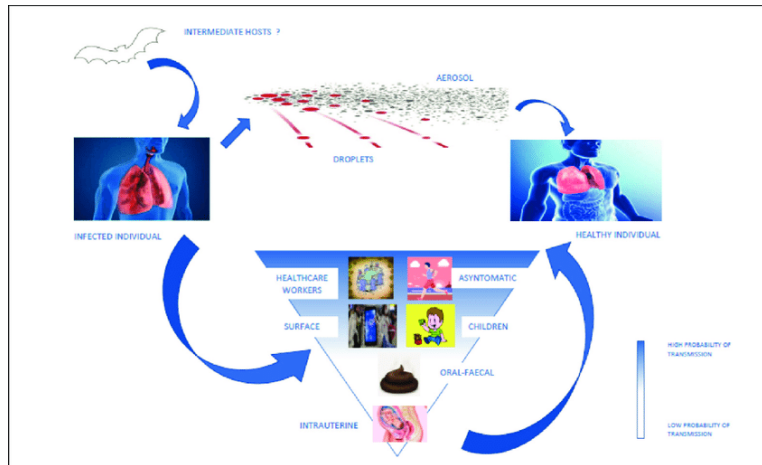 INTERMEDIATE HOSTS ?
AEROSOL
DROPLETS
INFECTED INDIVIDUAL
HEALTHY INDIVIDUAL
HEALTHCARE
WORKERS
ASYNTOMATIC
SURFACE
CHILDREN
ORAL-FAECAL
INTRAUTERINE
HIGH PROBABILITY OF
TRANSMISSION
LOW PROBABILITY OF
TRANSMISSION